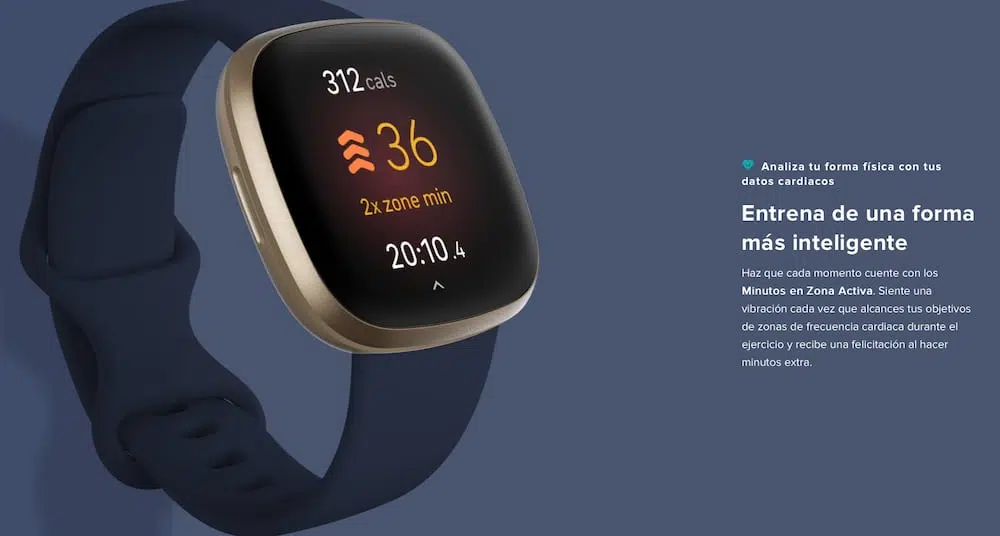 312 cals
36
2x zone min
20:10.4
Analiza tu forma física con tus
datos cardiacos
Entrena de una forma
más inteligente
Haz que cada momento cuente con los
Minutos en Zona Activa. Siente una
vibración cada vez que alcances tus objetivos
de zonas de frecuencia cardiaca durante el
ejercicio y recibe una felicitación al hacer
minutos extra.